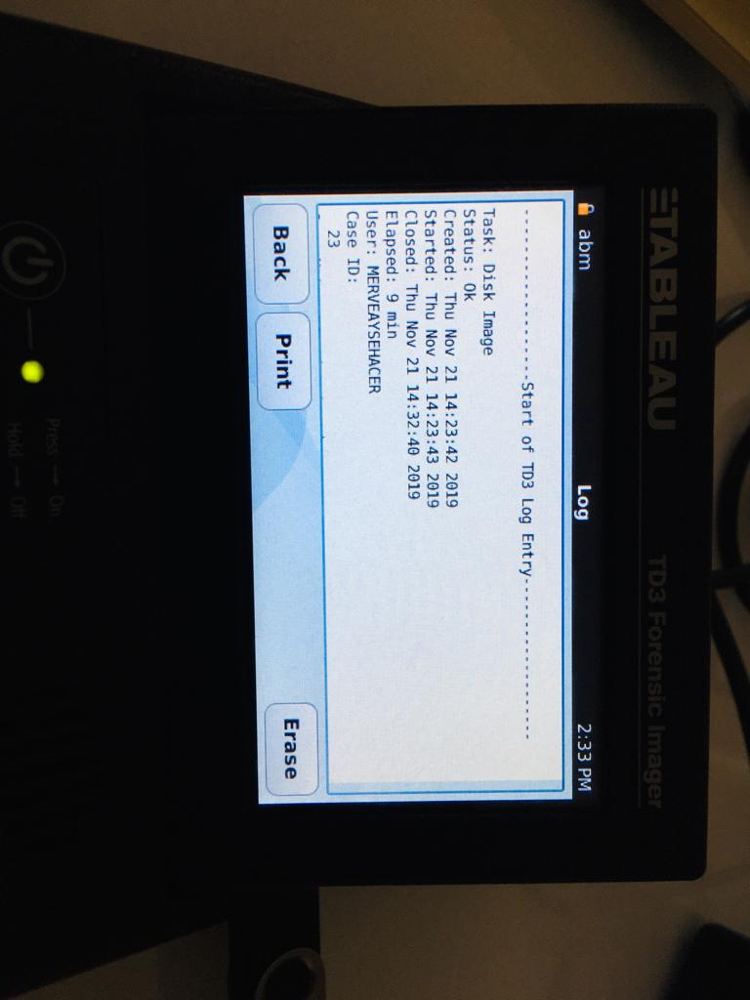 TABLEAU TD3 Forensic Imager
abm Log 2:33 PM
--------------------Start of TD3 Log Entry--------------------
Task: Disk Image
Status: Ok
Created: Thu Nov 21 14:23:42 2019
Started: Thu Nov 21 14:23:43 2019
Closed: Thu Nov 21 14:32:40 2019
Elapsed: 9 min
User: MERVEAYSEHACER
Case ID:
23
Back Print Erase
Press → On
Hold → Off